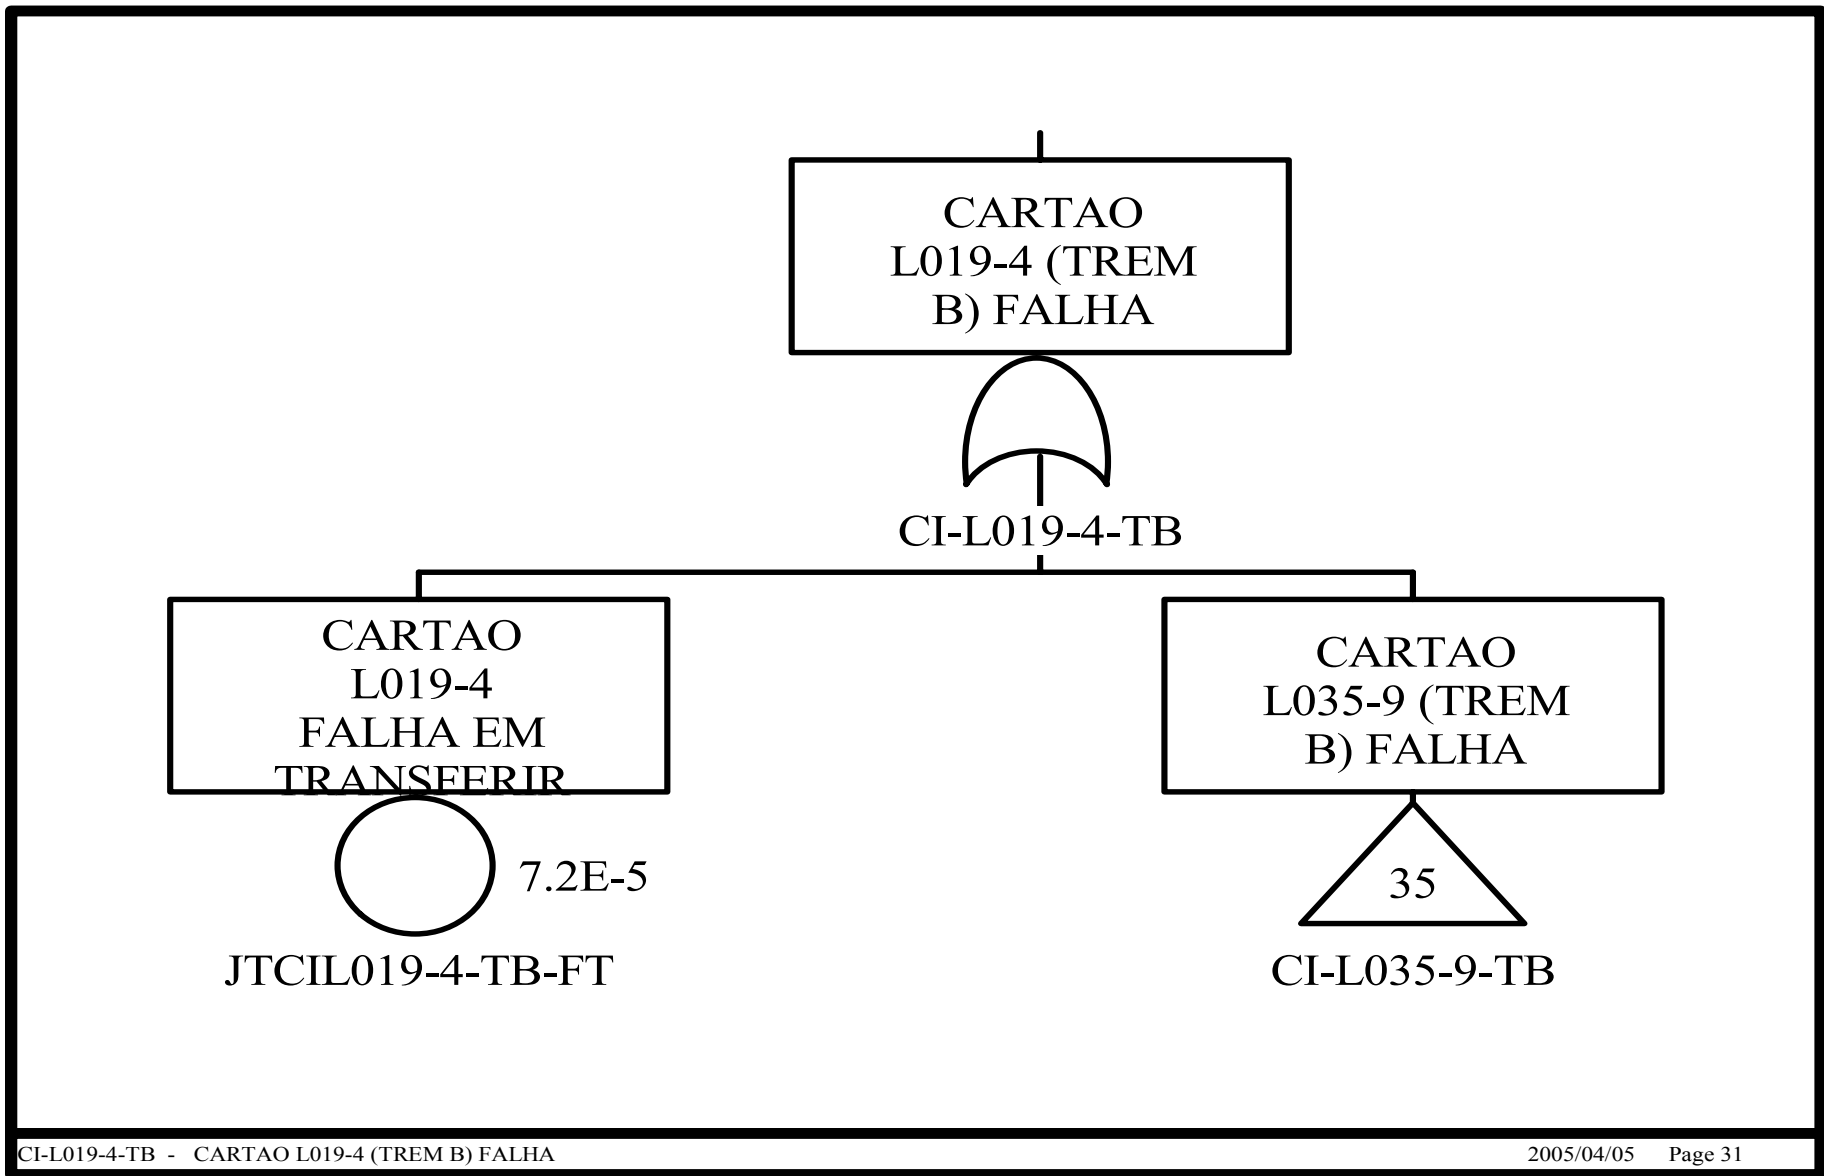 CARTAO
L019-4 (TREM
B) FALHA
CI-L019-4-TB
CARTAO
L019-4
FALHA EM
TRANSFERIR
7.2E-5
JTCIL019-4-TB-FT
CARTAO
L035-9 (TREM
B) FALHA
35
CI-L035-9-TB
CI-L019-4-TB - CARTAO L019-4 (TREM B) FALHA
2005/04/05 Page 31